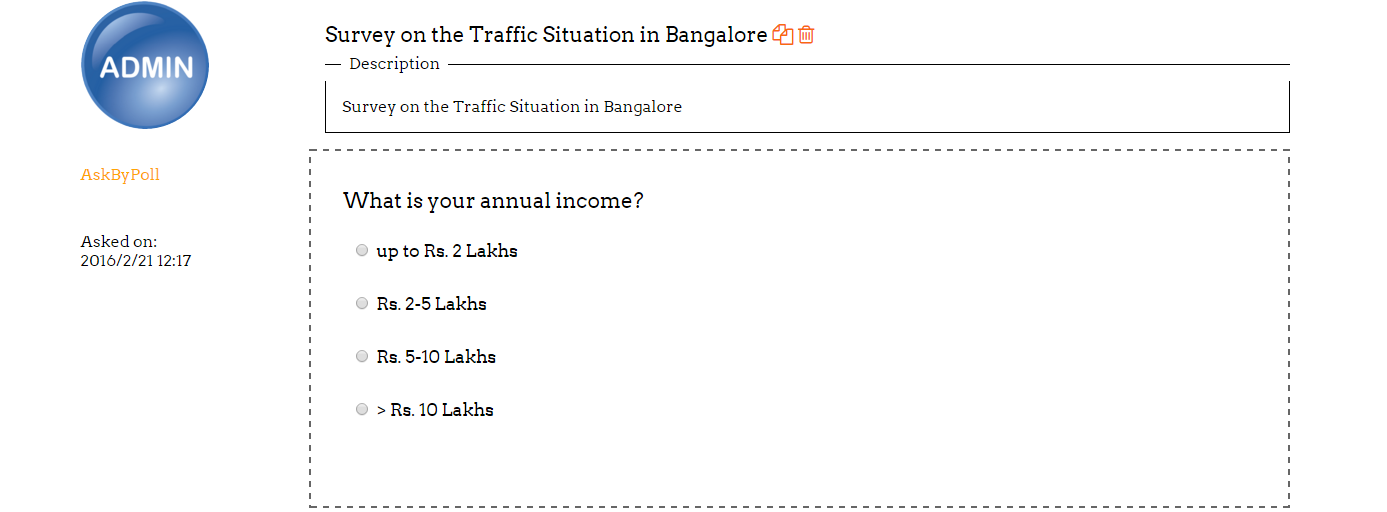 ADMIN
AskByPoll
Asked on:
2016/2/21 12:17
Survey on the Traffic Situation in Bangalore
Description
Survey on the Traffic Situation in Bangalore
What is your annual income?
up to Rs. 2 Lakhs
Rs. 2-5 Lakhs
Rs. 5-10 Lakhs
> Rs. 10 Lakhs